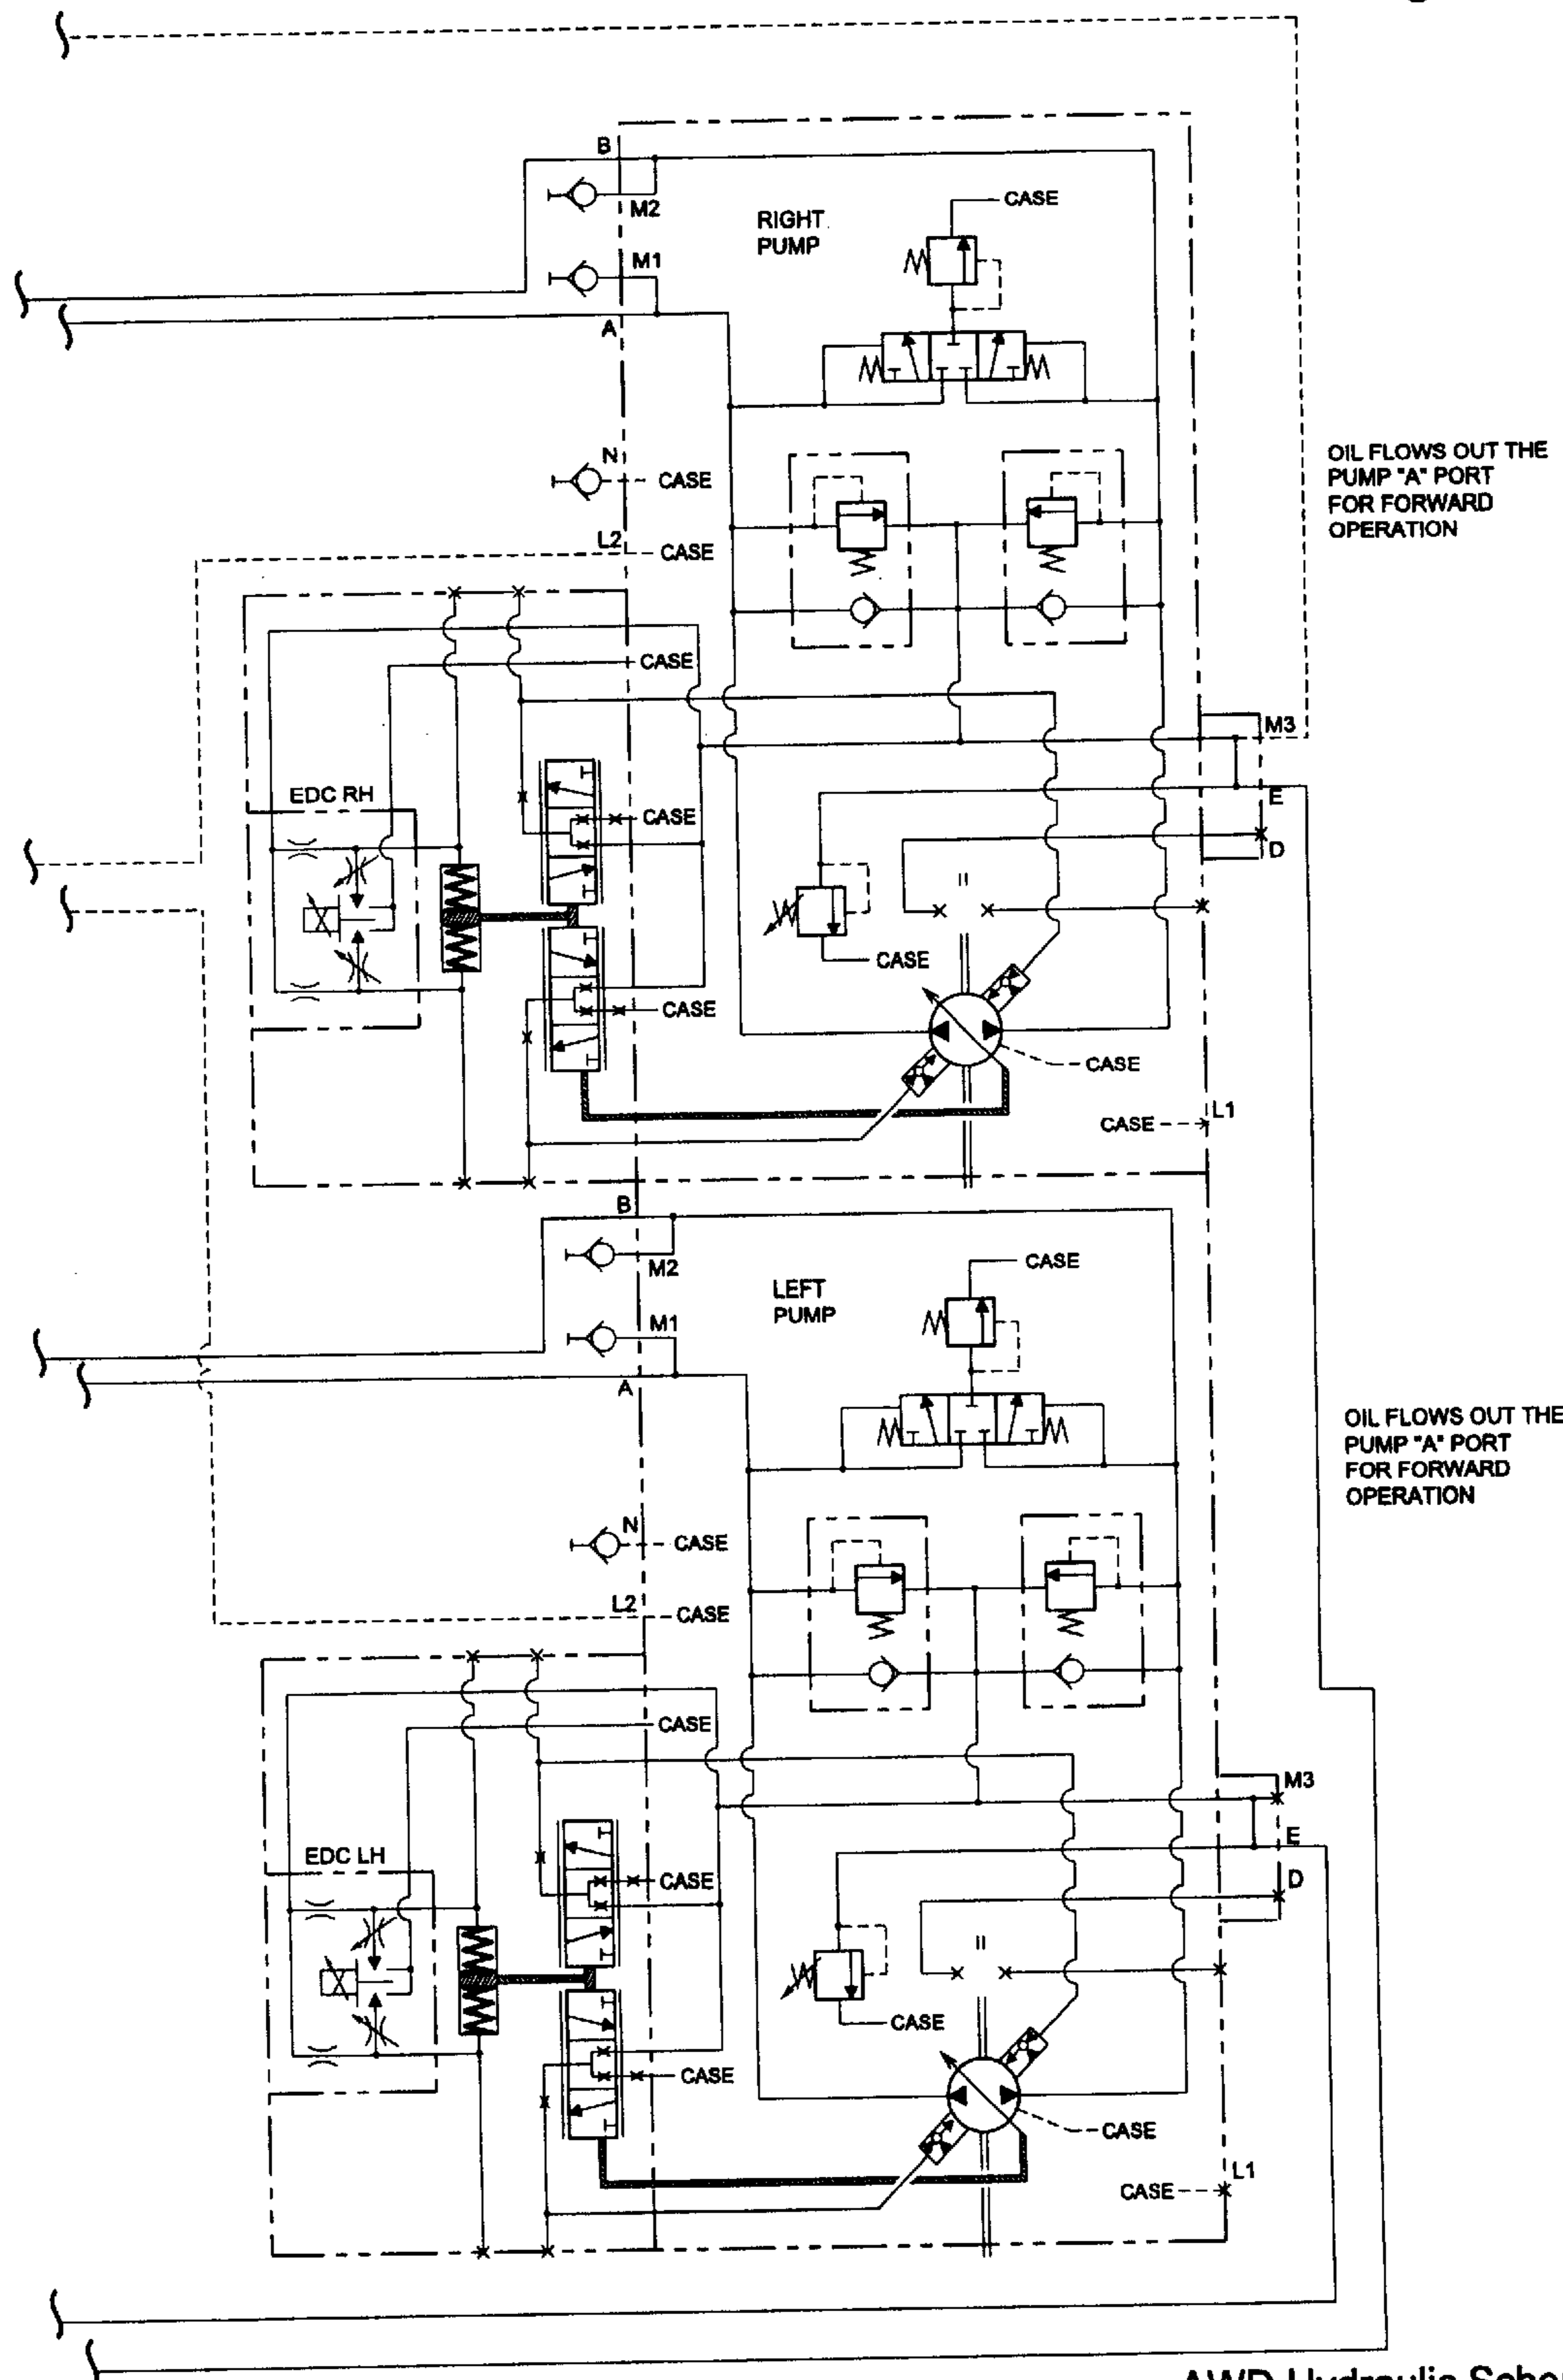 B
M2
CASE
RIGHT
PUMP
M1
A
OIL FLOWS OUT THE
PUMP "A" PORT
FOR FORWARD
OPERATION
N
CASE
L2
CASE
CASE
M3
EDC RH
E
CASE
D
CASE
CASE
CASE
L1
CASE
B
M2
CASE
LEFT
PUMP
M1
A
OIL FLOWS OUT THE
PUMP "A" PORT
FOR FORWARD
OPERATION
N
CASE
L2
CASE
CASE
M3
E
EDC LH
D
CASE
CASE
CASE
CASE
L1
CASE
AWD Hydraulic